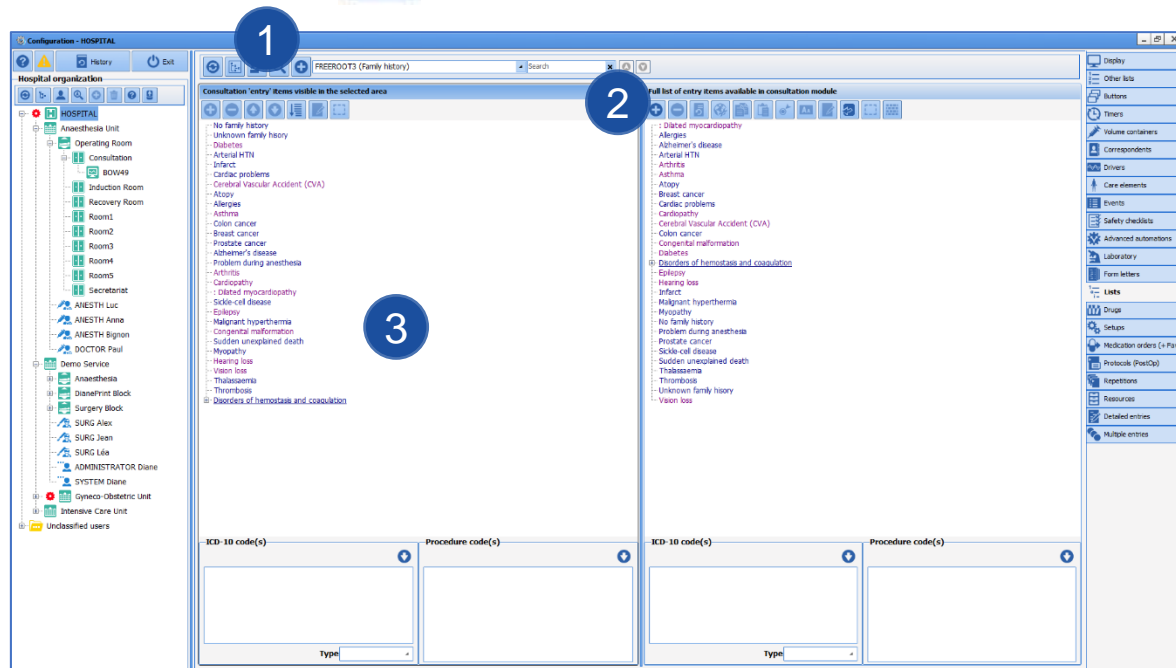 1
Configuration - HOSPITAL
History
Exit
FREEROOT3 (Family history)
Search
Hospital organization
HOSPITAL
Anaesthesia Unit
Operating Room
Consultation
BOW49
Induction Room
Recovery Room
Room1
Room2
Room3
Room4
Room5
Secretariat
ANESTH Luc
ANESTH Anna
ANESTH Bignon
DOCTOR Paul
Demo Service
Anaesthesia
DianePrint Block
Surgery Block
SURG Alex
SURG Jean
SURG Léa
ADMINISTRATOR Diane
SYSTEM Diane
Gyneco-Obstetric Unit
Intensive Care Unit
Unclassified users
Consultation 'entry' items visible in the selected area
No family history
Unknown family hisory
Diabetes
Arterial HTN
Infarct
Cardiac problems
Cerebral Vascular Accident (CVA)
Atopy
Allergies
Asthma
Colon cancer
Breast cancer
Prostate cancer
Alzheimer's disease
Problem during anesthesia
Arthritis
Cardiopathy
: Dilated myocardiopathy
Sickle-cell disease
Epilepsy
Malignant hyperthermia
Congenital malformation
Sudden unexplained death
Myopathy
Hearing loss
Vision loss
Thalassaemia
Thrombosis
Disorders of hemostasis and coagulation
3
ICD-10 code(s)
Procedure code(s)
Type
2
Full list of entry items available in consultation module
: Dilated myocardiopathy
Allergies
Alzheimer's disease
Arterial HTN
Arthritis
Asthma
Atopy
Breast cancer
Cardiac problems
Cardiopathy
Cerebral Vascular Accident (CVA)
Colon cancer
Congenital malformation
Diabetes
Disorders of hemostasis and coagulation
Epilepsy
Hearing loss
Infarct
Malignant hyperthermia
Myopathy
No family history
Problem during anesthesia
Prostate cancer
Sickle-cell disease
Sudden unexplained death
Thalassaemia
Thrombosis
Unknown family hisory
Vision loss
ICD-10 code(s)
Procedure code(s)
Type
Display
Other lists
Buttons
Timers
Volume containers
Correspondents
Drivers
Care elements
Events
Safety checklists
Advanced automations
Laboratory
Form letters
Lists
Drugs
Setups
Medication orders (+ Par
Protocols (PostOp)
Repetitions
Resources
Detailed entries
Multiple entries